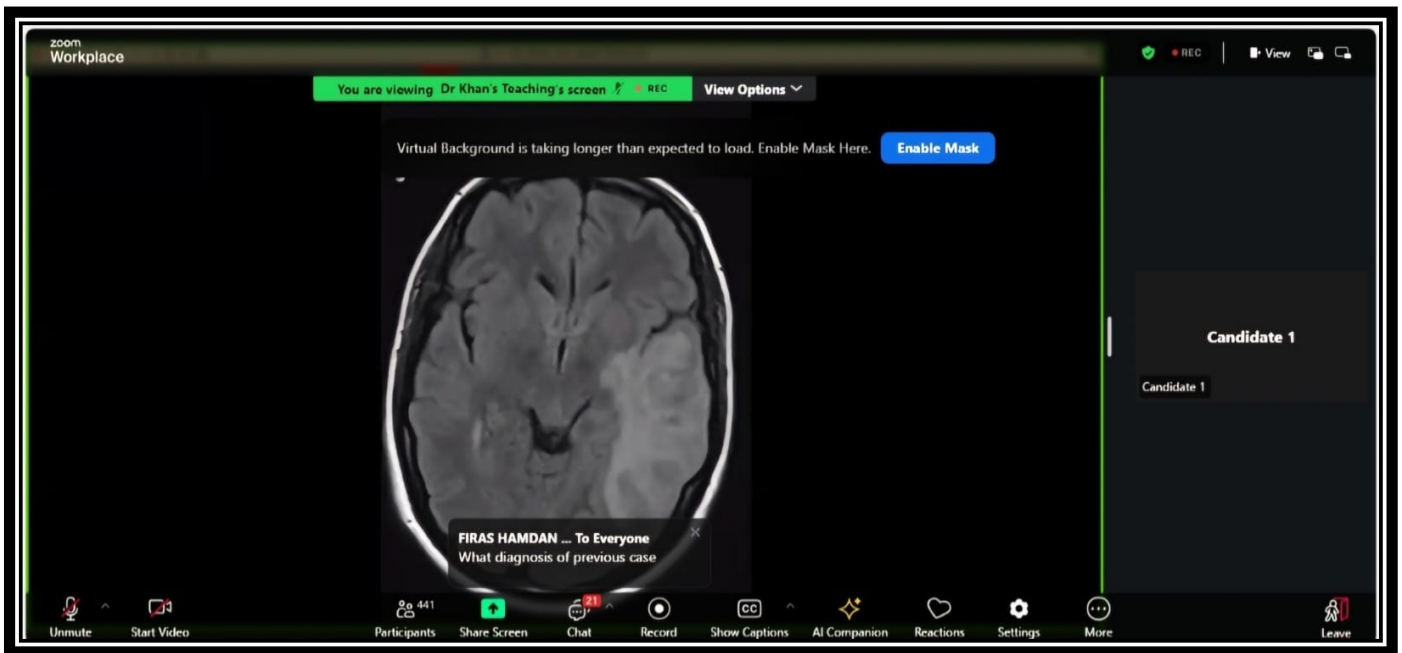 zoom
Workplace
REC
View
You are viewing Dr Khan's Teaching's screen REC View Options
Virtual Background is taking longer than expected to load. Enable Mask Here. Enable Mask
Candidate 1
Candidate 1
FIRAS HAMDAN ... To Everyone
What diagnosis of previous case
441
21
CC
Unmute Start Video Participants Share Screen Chat Record Show Captions AI Companion Reactions Settings More Leave